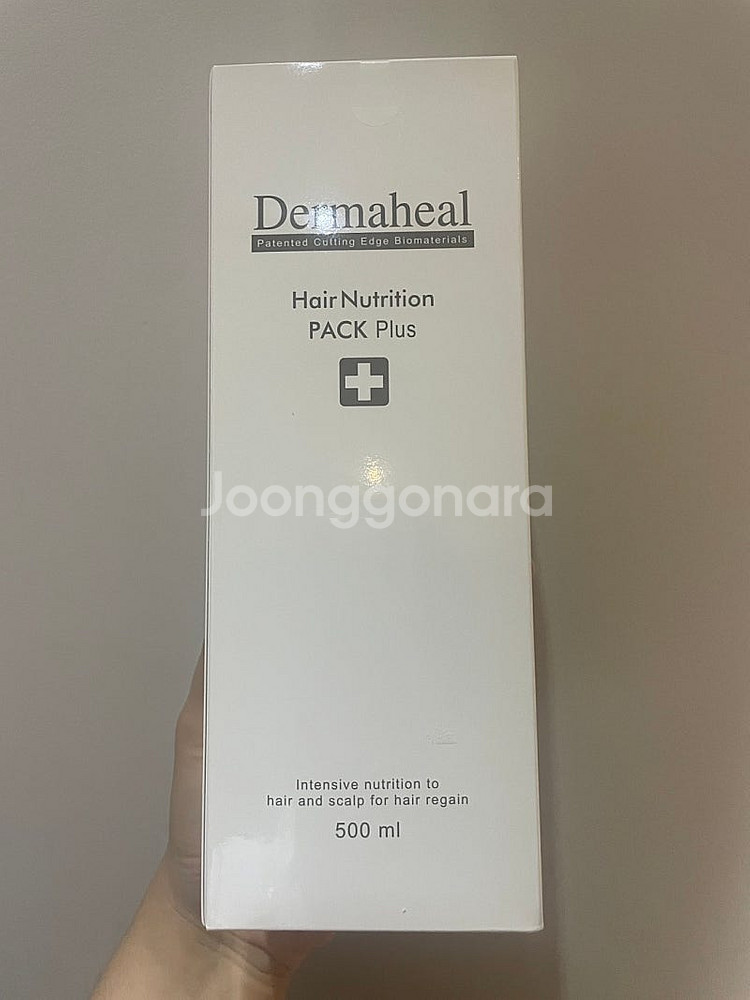 Dermaheal
Patented Cutting Edge Biomaterials
Hair Nutrition
PACK Plus
Joonggonara
Intensive nutrition to
hair and scalp for hair regain
500 ml